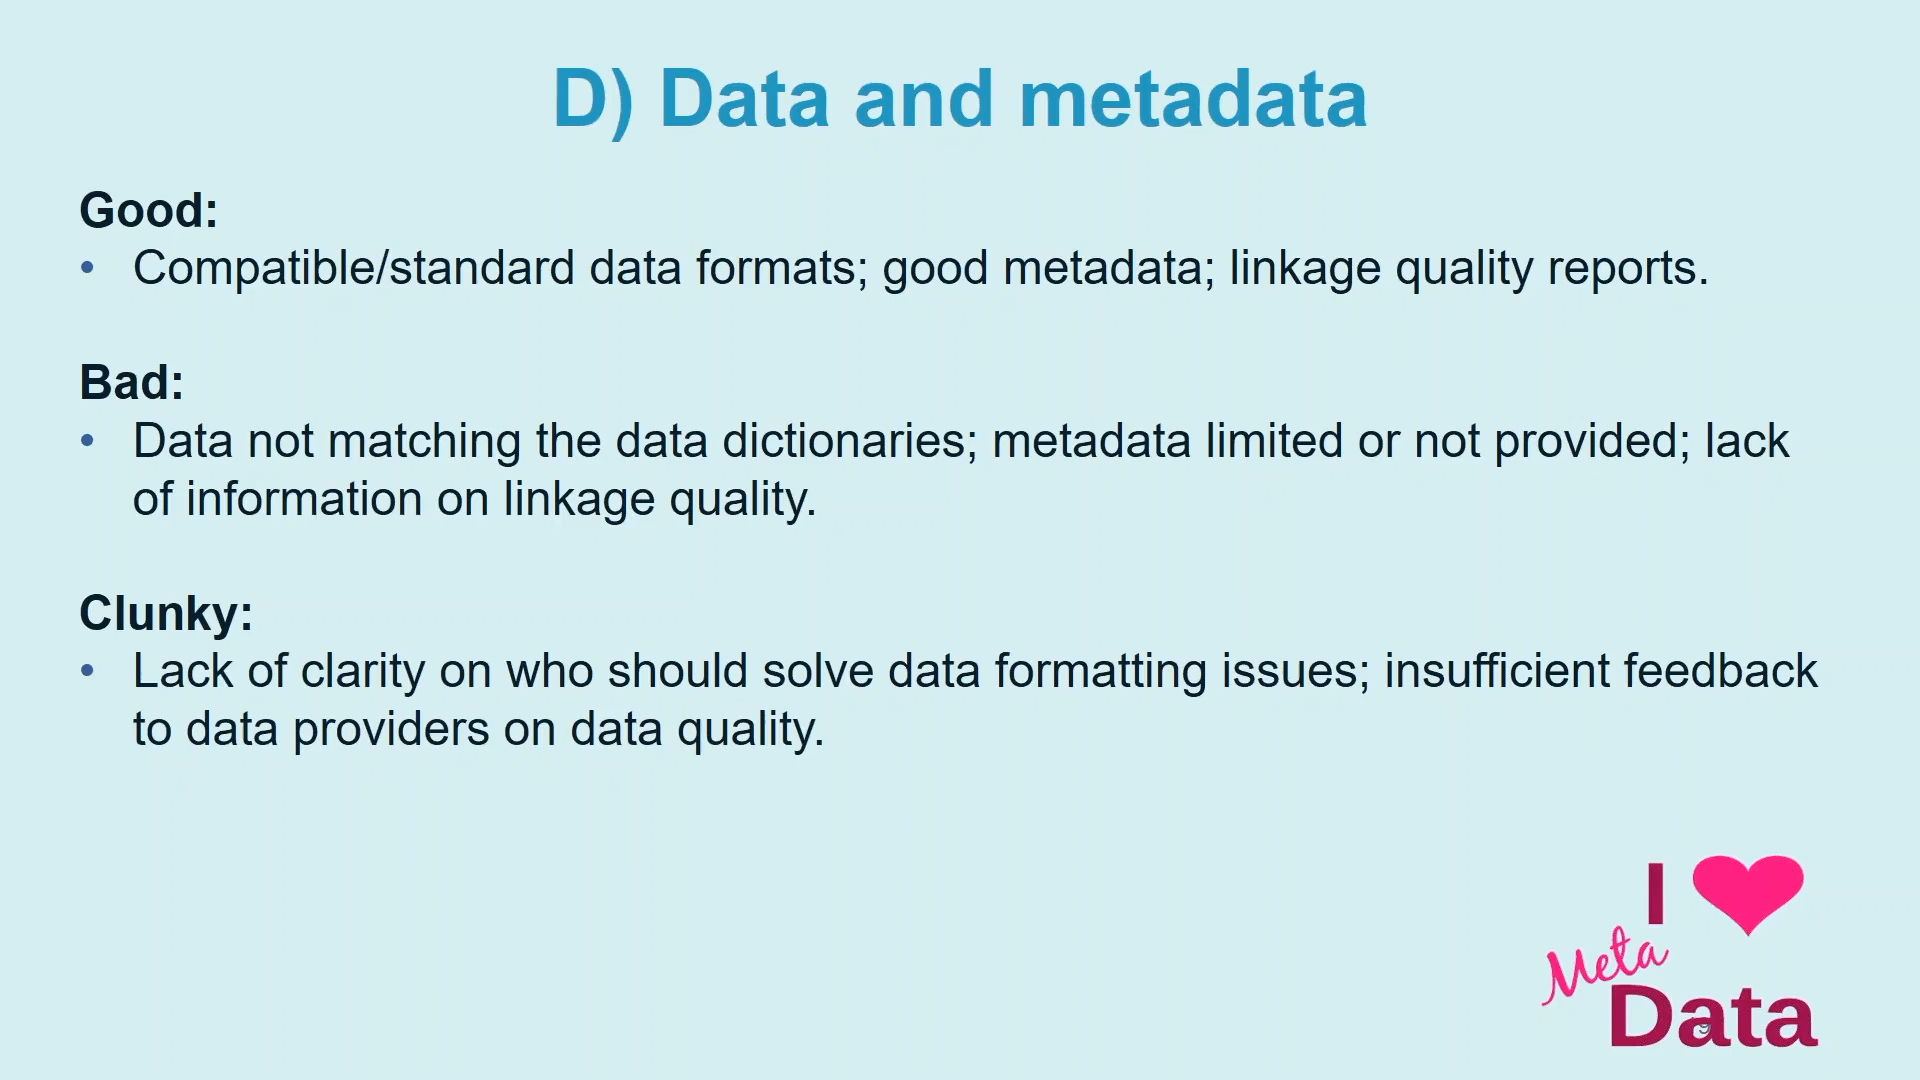 D) Data and metadata
Good:
• Compatible/standard data formats; good metadata; linkage quality reports.
Bad:
• Data not matching the data dictionaries; metadata limited or not provided; lack
of information on linkage quality.
Clunky:
• Lack of clarity on who should solve data formatting issues; insufficient feedback
to data providers on data quality.
I
Meta
Data